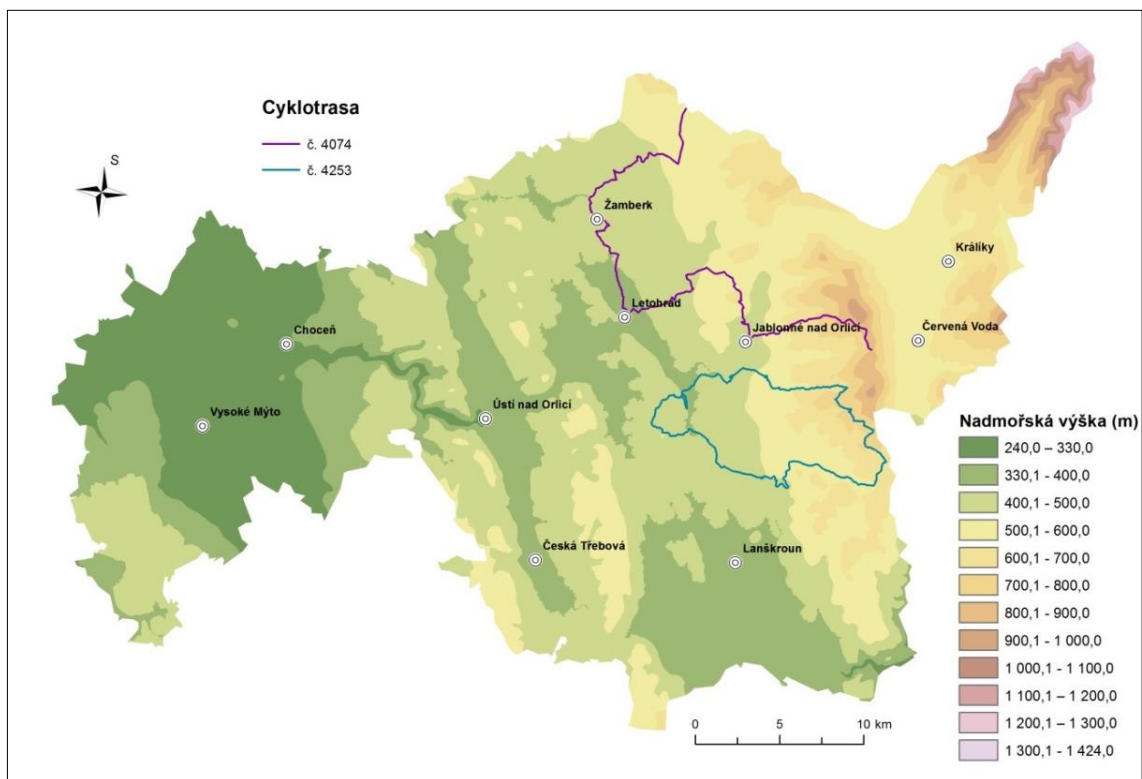 Cyklotrasa
č. 4074
č. 4253
S
Žamberk
Králíky
Letohrad
Jablonné nad Orlicí
Červená Voda
Choceň
Ústí nad Orlicí
Vysoké Mýto
Česká Třebová
Lanškroun
Nadmořská výška (m)
240,0 – 330,0
330,1 - 400,0
400,1 - 500,0
500,1 - 600,0
600,1 - 700,0
700,1 - 800,0
800,1 - 900,0
900,1 - 1 000,0
1 000,1 - 1 100,0
1 100,1 – 1 200,0
1 200,1 - 1 300,0
1 300,1 - 1 424,0
0 5 10 km